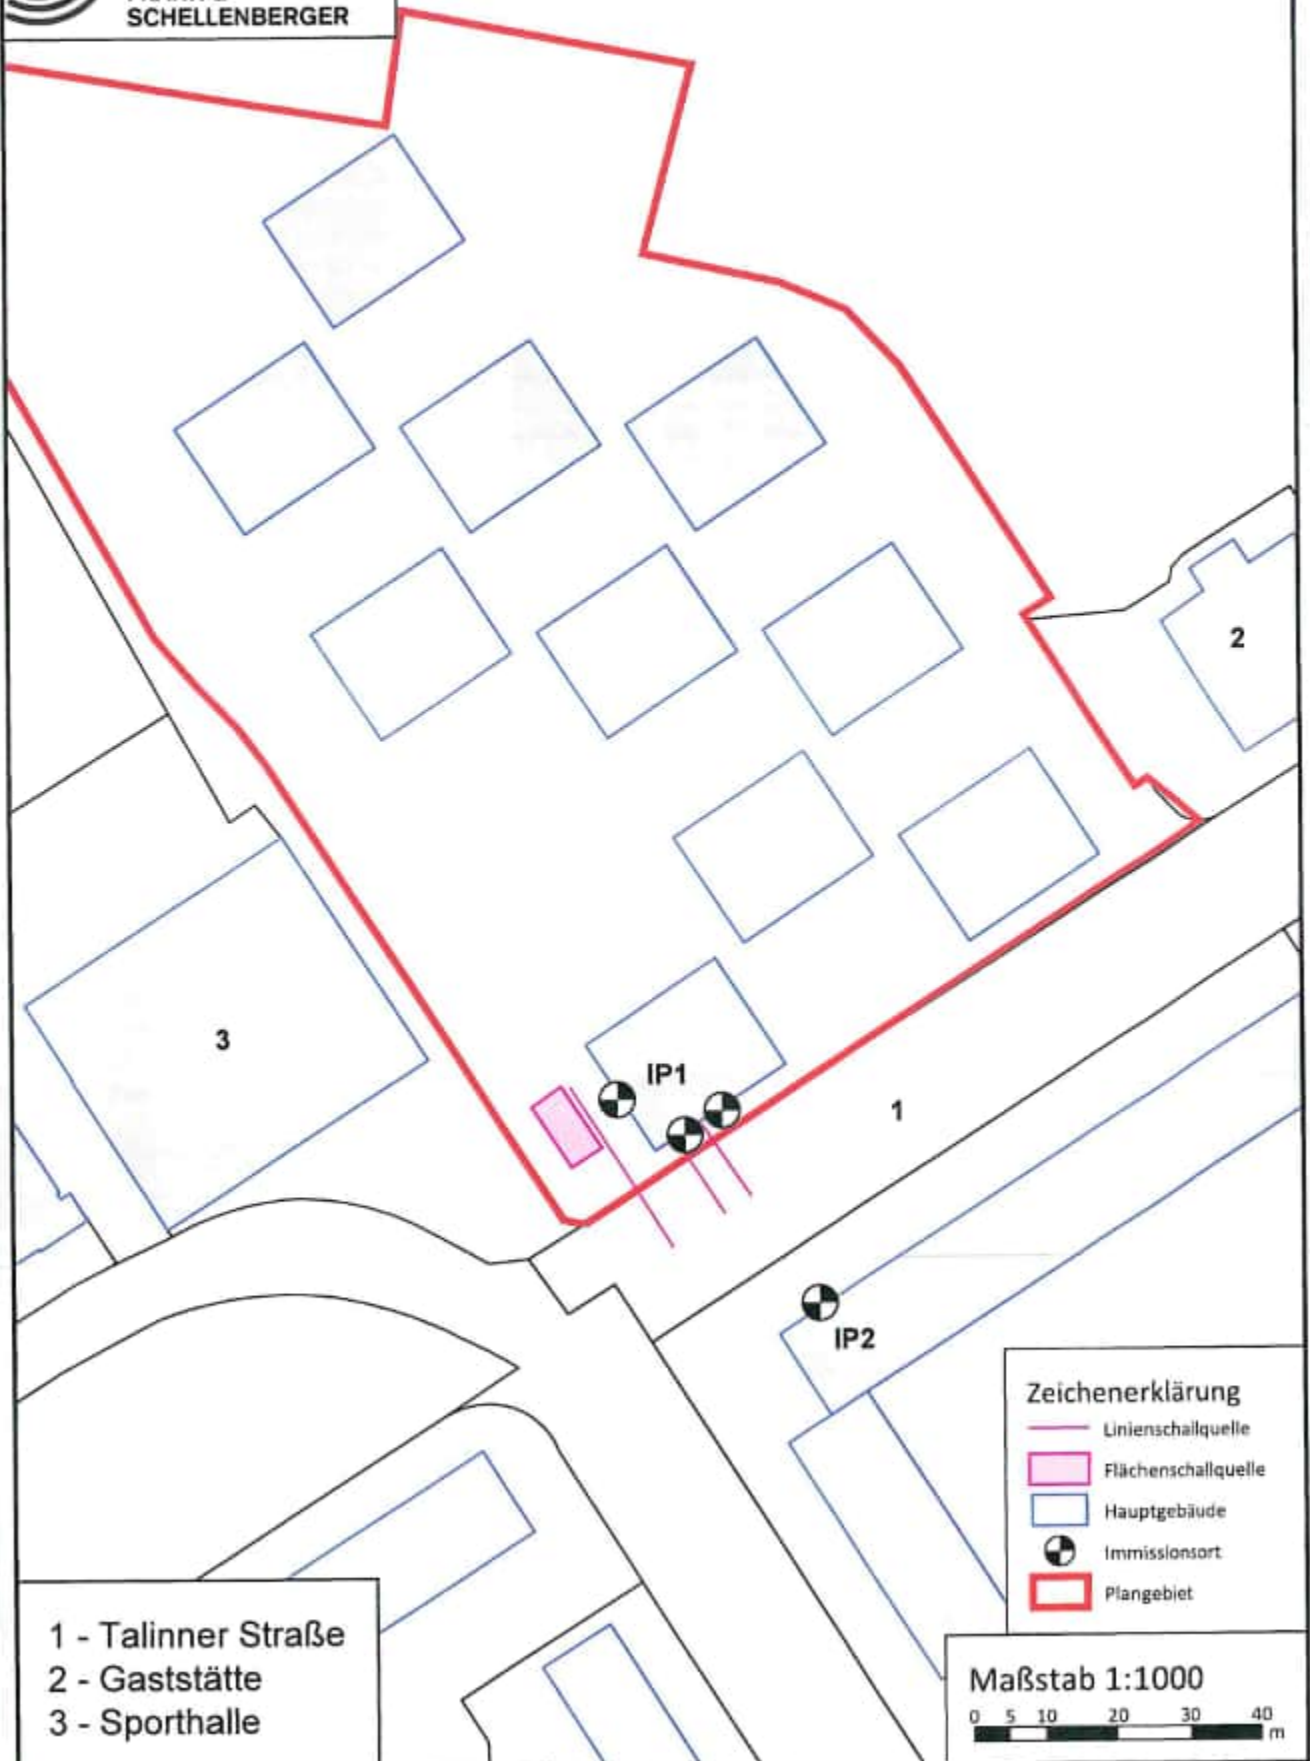 SCHELLENBERGER
2
3
IP1
1
IP2
Zeichenerklärung
Linienschallquelle
Flächenschallquelle
Hauptgebäude
Immissionsort
Plangebiet
1 - Talinner Straße
2 - Gaststätte
3 - Sporthalle
Maßstab 1:1000
0 5 10 20 30 40
m